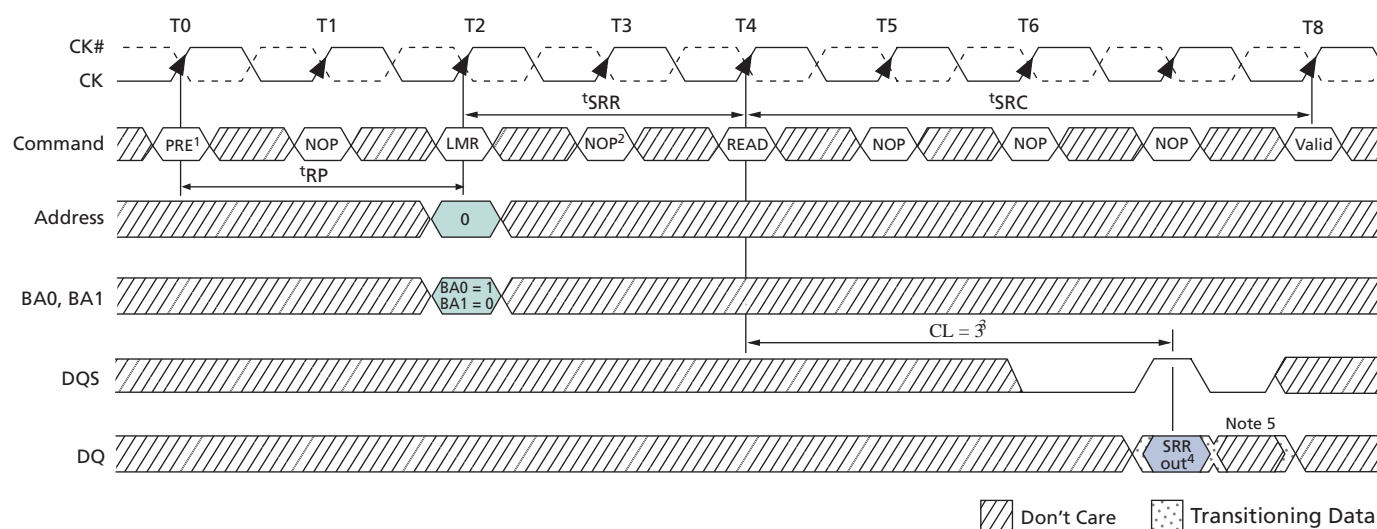 T0 T1 T2 T3 T4 T5 T6 T8
CK#
CK
tSRR tSRC
Command PRE1 NOP LMR NOP2 READ NOP NOP NOP Valid
tRP
Address 0
BA0, BA1 BA0 = 1
BA1 = 0
CL = 33
DQS
Note 5
DQ SRR
out4
Don't Care Transitioning Data